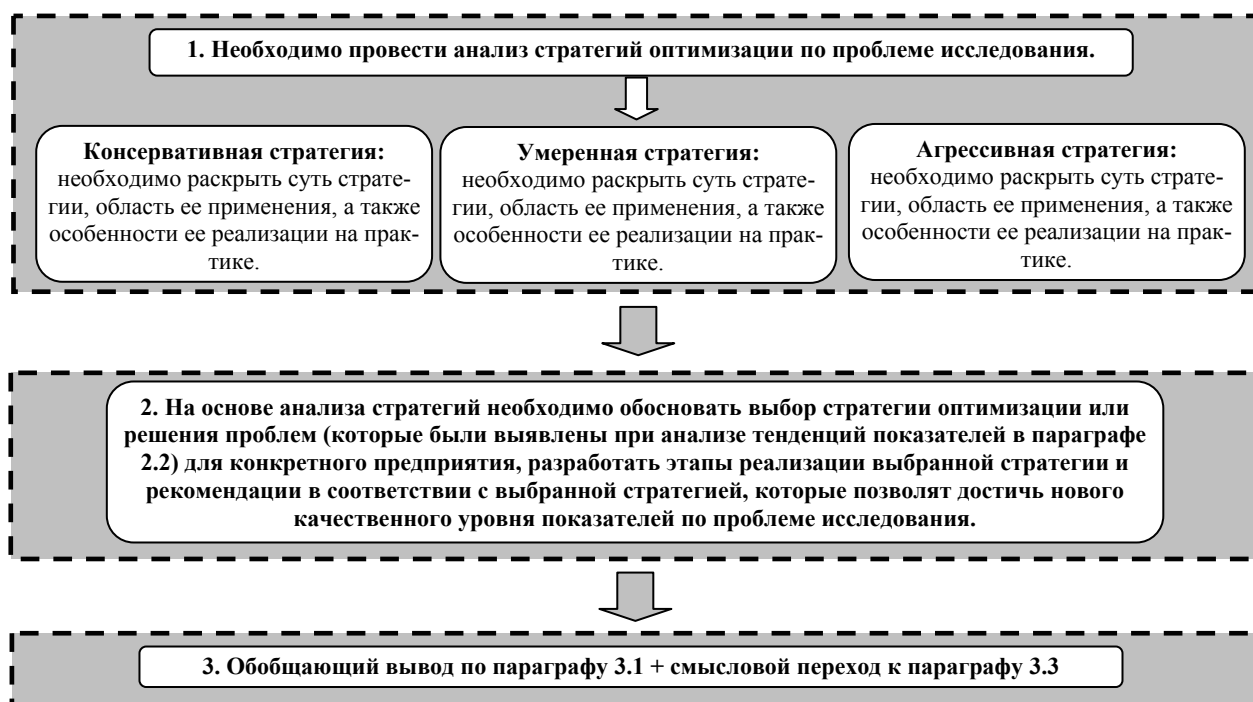 1. Необходимо провести анализ стратегий оптимизации по проблеме исследования.
Консервативная стратегия:
необходимо раскрыть суть страте-
гии, область ее применения, а также
особенности ее реализации на прак-
тике.
Умеренная стратегия:
необходимо раскрыть суть страте-
гии, область ее применения, а также
особенности ее реализации на прак-
тике.
Агрессивная стратегия:
необходимо раскрыть суть страте-
гии, область ее применения, а также
особенности ее реализации на прак-
тике.
2. На основе анализа стратегий необходимо обосновать выбор стратегии оптимизации или
решения проблем (которые были выявлены при анализе тенденций показателей в параграфе
2.2) для конкретного предприятия, разработать этапы реализации выбранной стратегии и
рекомендации в соответствии с выбранной стратегией, которые позволят достичь нового
качественного уровня показателей по проблеме исследования.
3. Обобщающий вывод по параграфу 3.1 + смысловой переход к параграфу 3.3